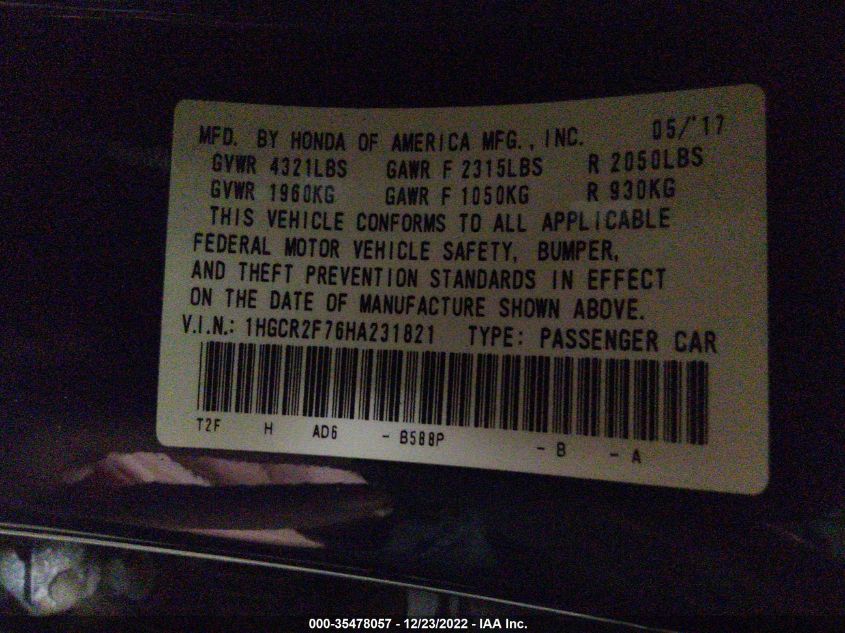 MFD. BY HONDA OF AMERICA MFG., INC. 05/'17
GVWR 4321LBS GAWR F 2315LBS R 2050LBS
GVWR 1960KG GAWR F 1050KG R 930KG
THIS VEHICLE CONFORMS TO ALL APPLICABLE
FEDERAL MOTOR VEHICLE SAFETY, BUMPER,
AND THEFT PREVENTION STANDARDS IN EFFECT
ON THE DATE OF MANUFACTURE SHOWN ABOVE.
V.I.N.: 1HGCR2F76HA231821 TYPE: PASSENGER CAR
T2F H AD6 - B588P - B - A
000-35478057 - 12/23/2022 - IAA Inc.